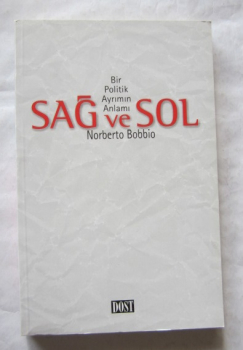 Bir
Politik
Ayrımın
Anlamı
SAĞ ve SOL
Norberto Bobbio
DOST